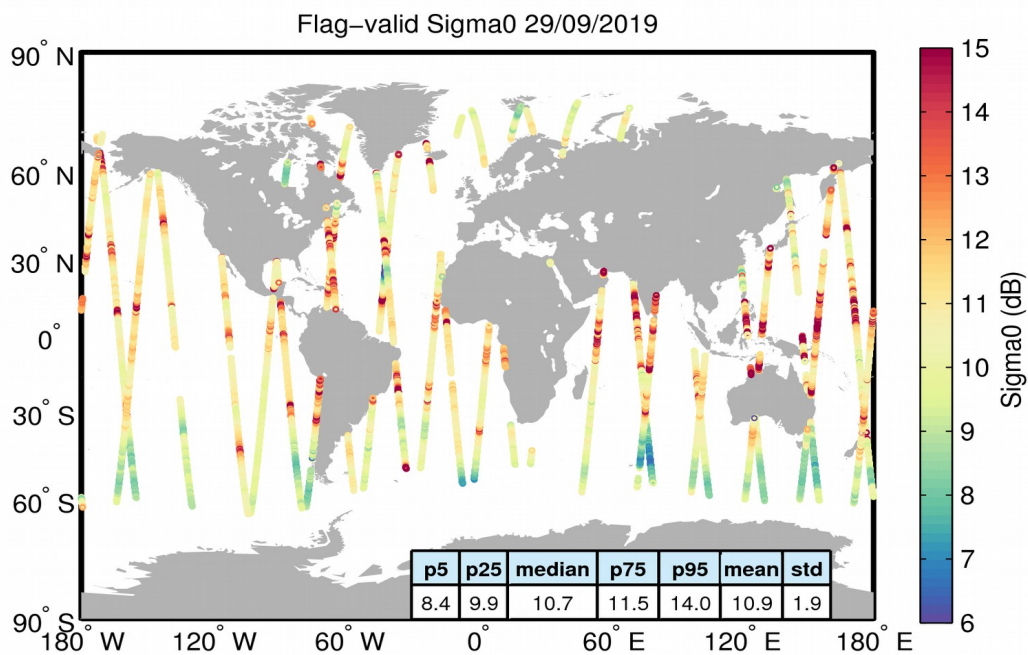 Flag−valid Sigma0 29/09/2019
90° N
60° N
30° N
0°
30° S
60° S
90° S
180° W
120° W
60° W
0°
60° E
120° E
180° E
15
14
13
12
11
10
9
8
7
6
Sigma0 (dB)
p5 p25 median p75 p95 mean std
8.4 9.9 10.7 11.5 14.0 10.9 1.9